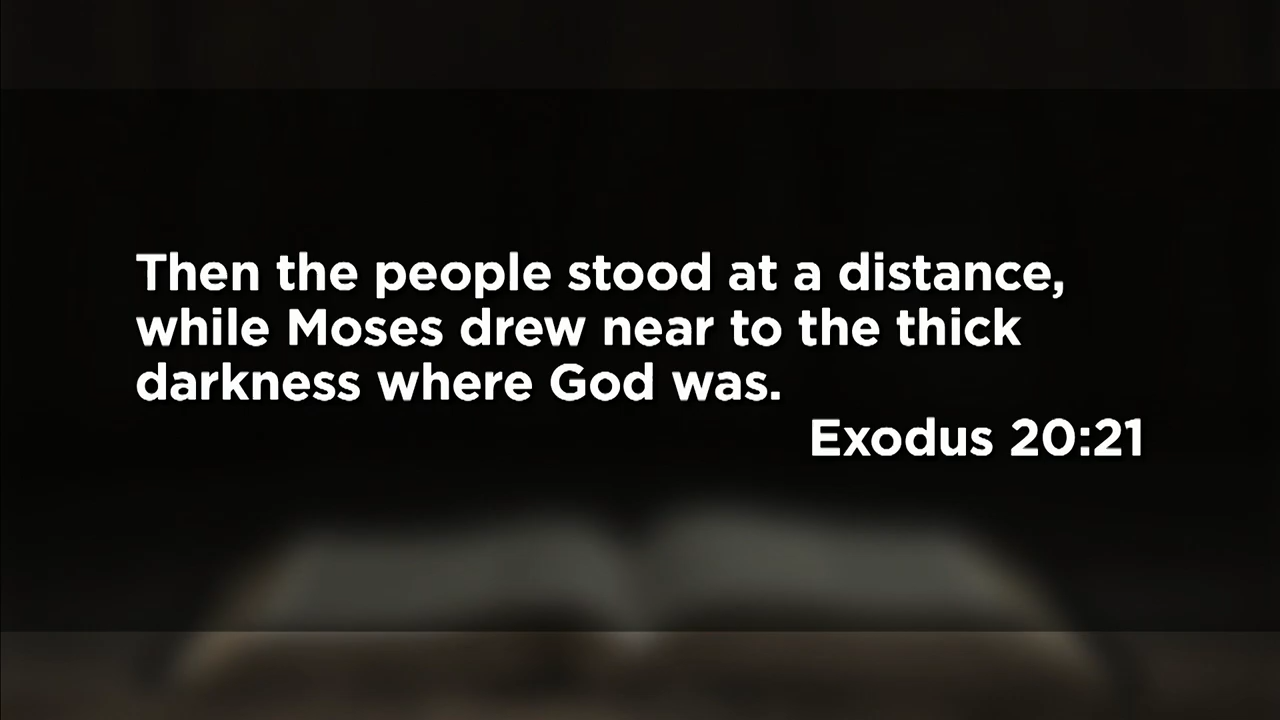 Then the people stood at a distance,
while Moses drew near to the thick
darkness where God was.
Exodus 20:21